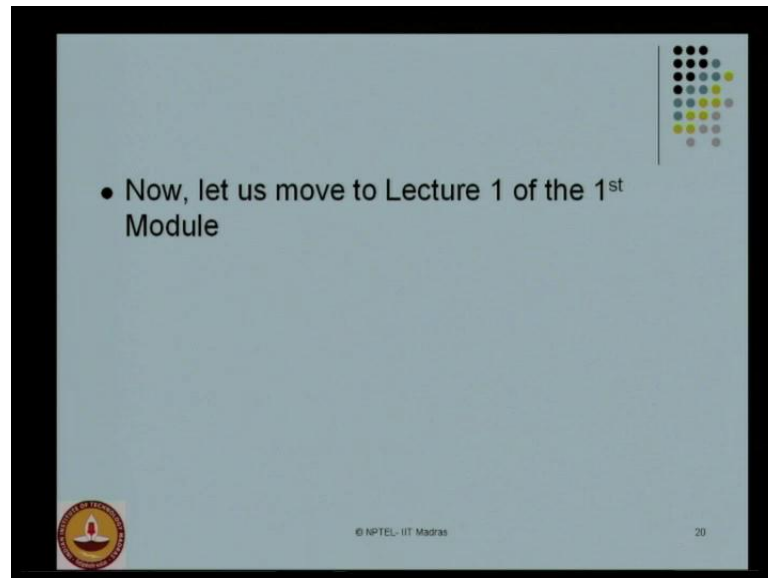 • Now, let us move to Lecture 1 of the 1st
Module
© NPTEL- IIT Madras
20